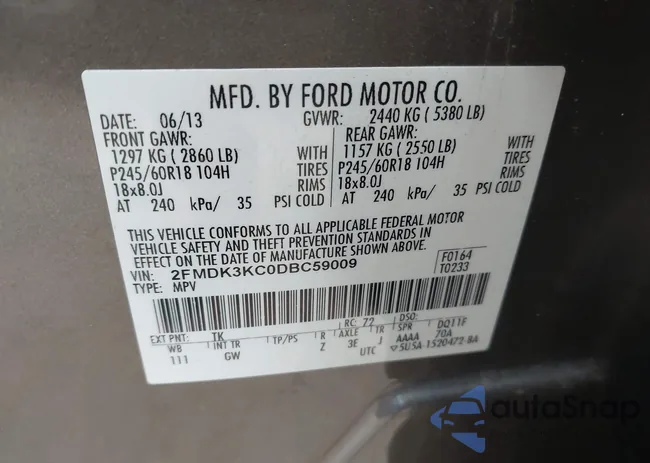 MFD. BY FORD MOTOR CO.
DATE: 06/13 GVWR: 2440 KG ( 5380 LB)
FRONT GAWR: REAR GAWR:
1297 KG ( 2860 LB) WITH 1157 KG ( 2550 LB) WITH
P245/60R18 104H TIRES P245/60R18 104H TIRES
18x8.0J RIMS 18x8.0J RIMS
AT 240 kPa/ 35 PSI COLD AT 240 kPa/ 35 PSI COLD
THIS VEHICLE CONFORMS TO ALL APPLICABLE FEDERAL MOTOR
VEHICLE SAFETY AND THEFT PREVENTION STANDARDS IN
EFFECT ON THE DATE OF MANUFACTURE SHOWN ABOVE.
VIN: 2FMDK3KC0DBC59009 F0164
TYPE: MPV T0233
EXT PNT: TK RC: 72 DSO:
WB INT TR TP/PS R AXLE TR SPR DQ11F
111 GW Z 3E J AAAA 70A
UTC 5U5A-1520472-BA
autoSnap